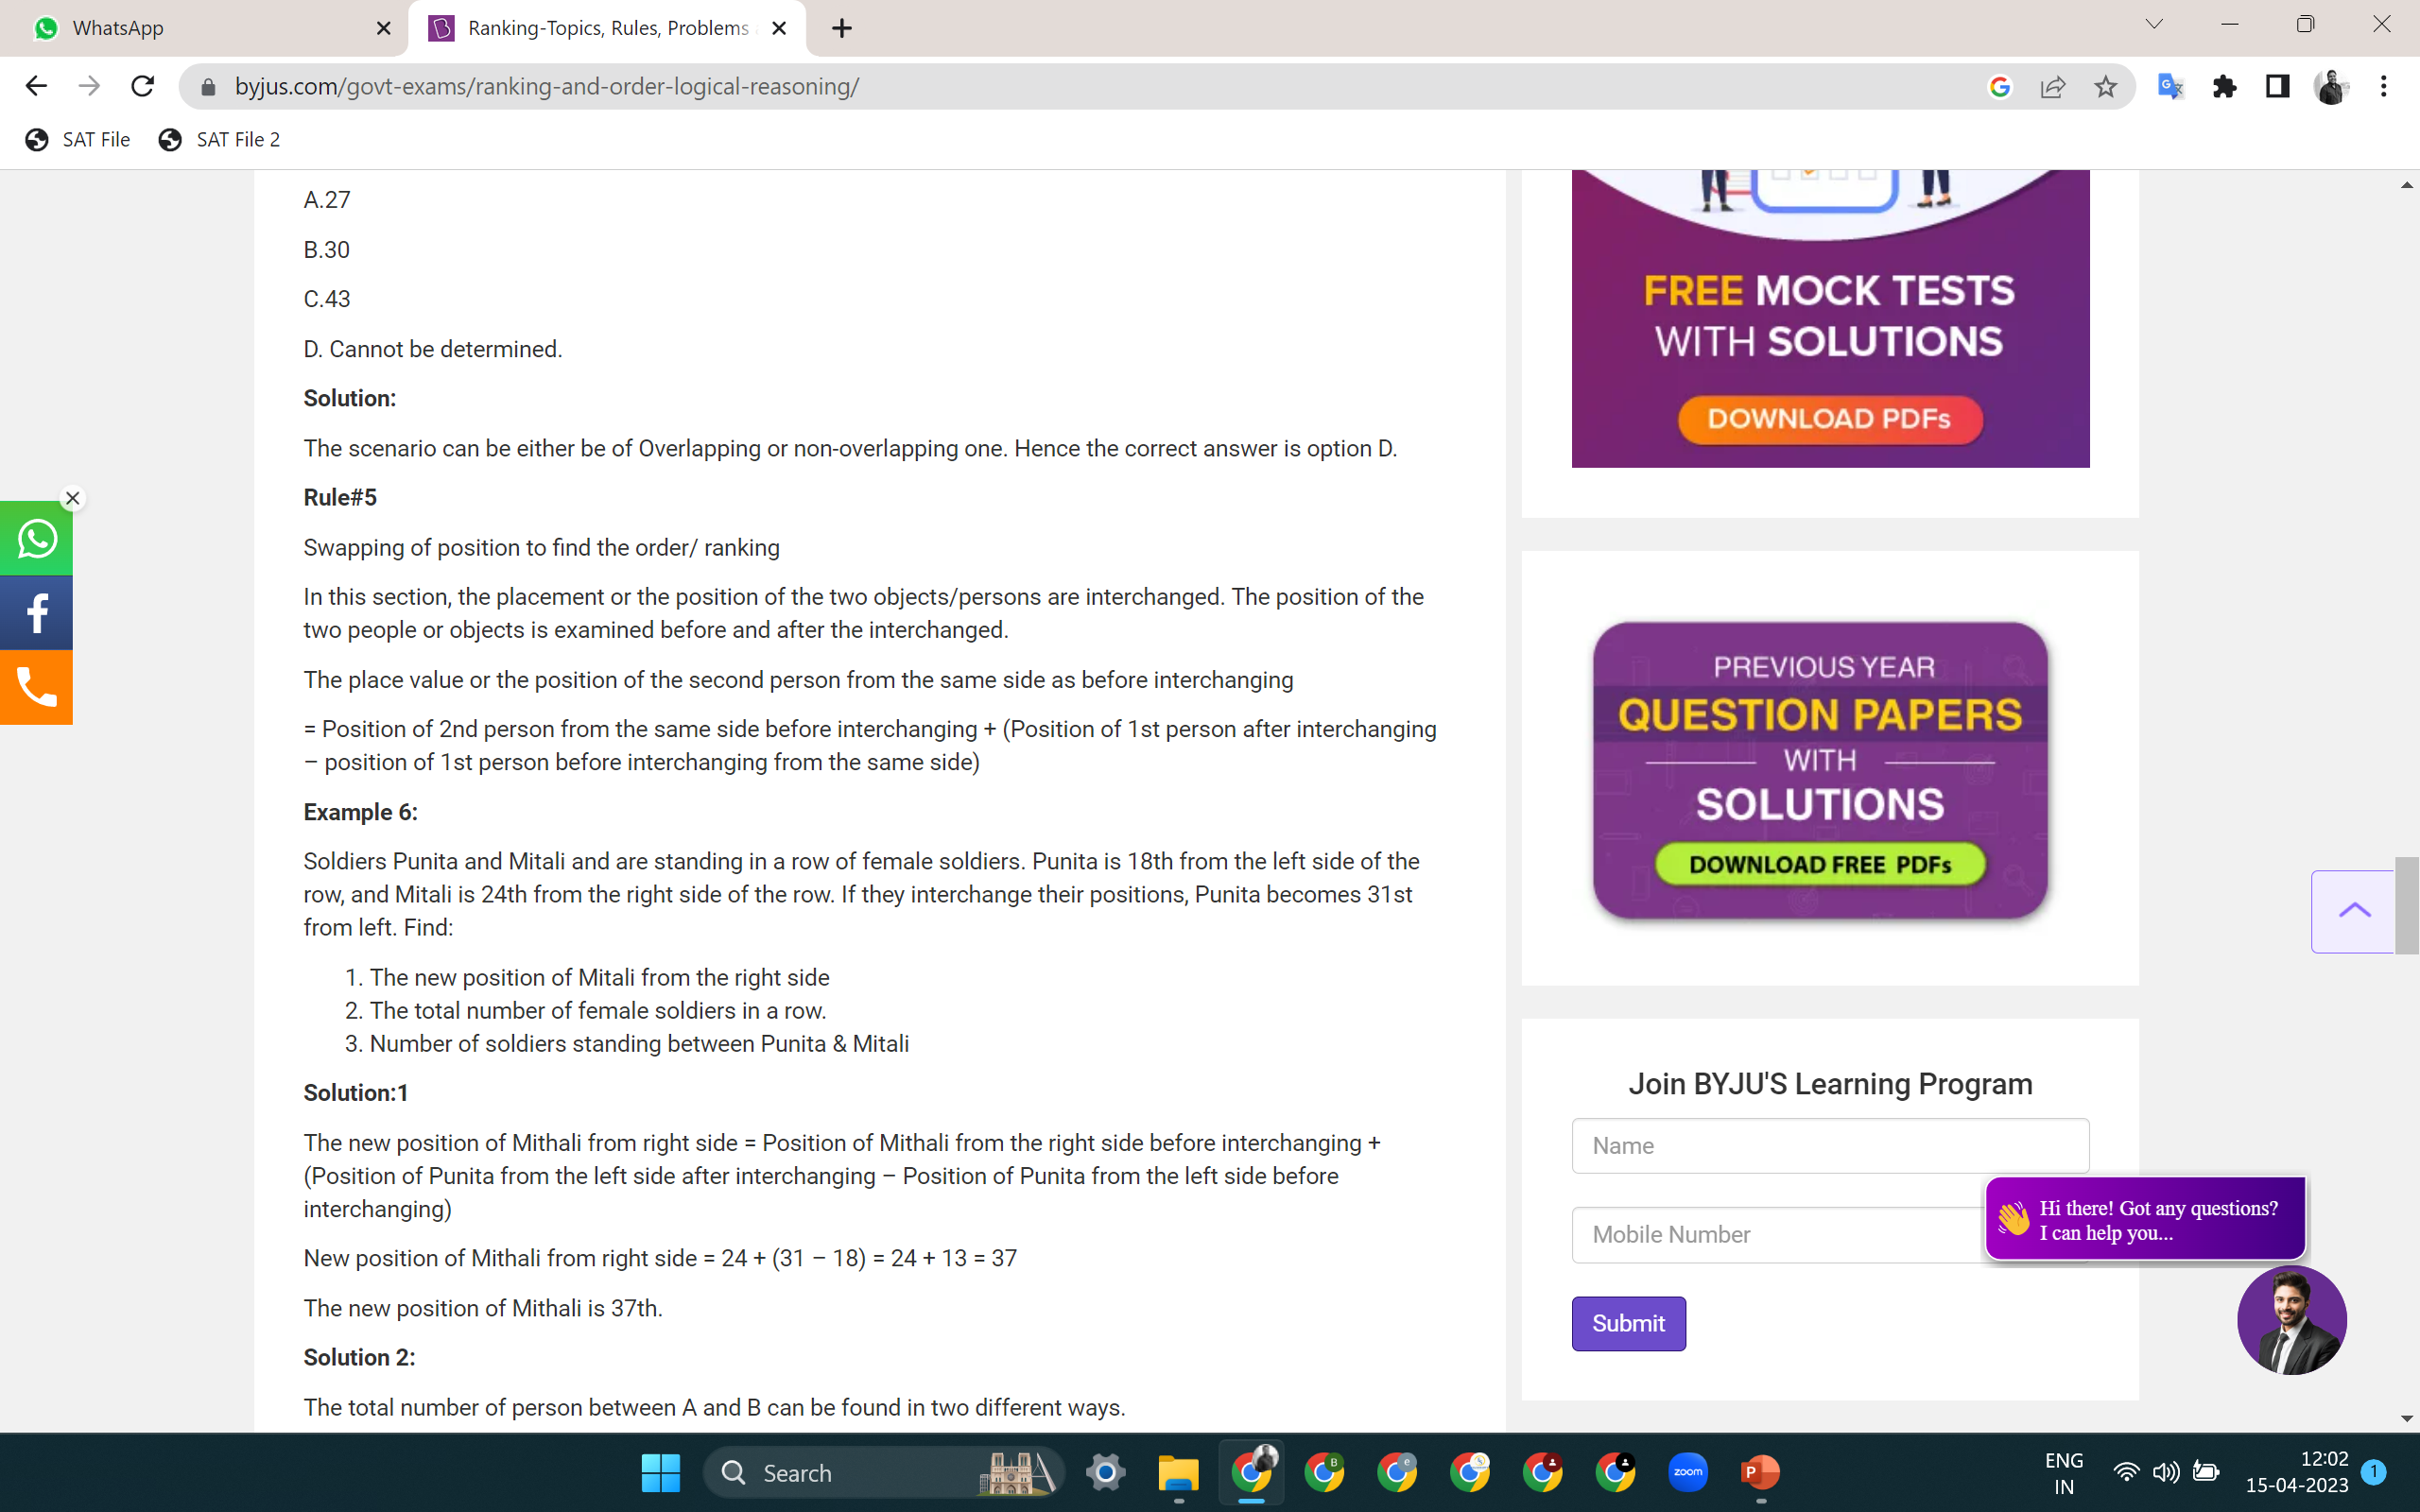 WhatsApp
Ranking-Topics, Rules, Problems
byjus.com/govt-exams/ranking-and-order-logical-reasoning/
SAT File
SAT File 2
A.27
B.30
C.43
D. Cannot be determined.
Solution:
The scenario can be either be of Overlapping or non-overlapping one. Hence the correct answer is option D.
Rule#5
Swapping of position to find the order/ ranking
In this section, the placement or the position of the two objects/persons are interchanged. The position of the
two people or objects is examined before and after the interchanged.
The place value or the position of the second person from the same side as before interchanging
= Position of 2nd person from the same side before interchanging + (Position of 1st person after interchanging
– position of 1st person before interchanging from the same side)
Example 6:
Soldiers Punita and Mitali and are standing in a row of female soldiers. Punita is 18th from the left side of the
row, and Mitali is 24th from the right side of the row. If they interchange their positions, Punita becomes 31st
from left. Find:
1. The new position of Mitali from the right side
2. The total number of female soldiers in a row.
3. Number of soldiers standing between Punita & Mitali
Solution:1
The new position of Mithali from right side = Position of Mithali from the right side before interchanging +
(Position of Punita from the left side after interchanging – Position of Punita from the left side before
interchanging)
New position of Mithali from right side = 24 + (31 – 18) = 24 + 13 = 37
The new position of Mithali is 37th.
Solution 2:
The total number of person between A and B can be found in two different ways.
FREE MOCK TESTS
WITH SOLUTIONS
DOWNLOAD PDFs
PREVIOUS YEAR
QUESTION PAPERS
WITH
SOLUTIONS
DOWNLOAD FREE PDFs
Join BYJU'S Learning Program
Name
Mobile Number
Submit
Hi there! Got any questions?
I can help you...
Search
zoom
ENG
IN
12:02
15-04-2023
1